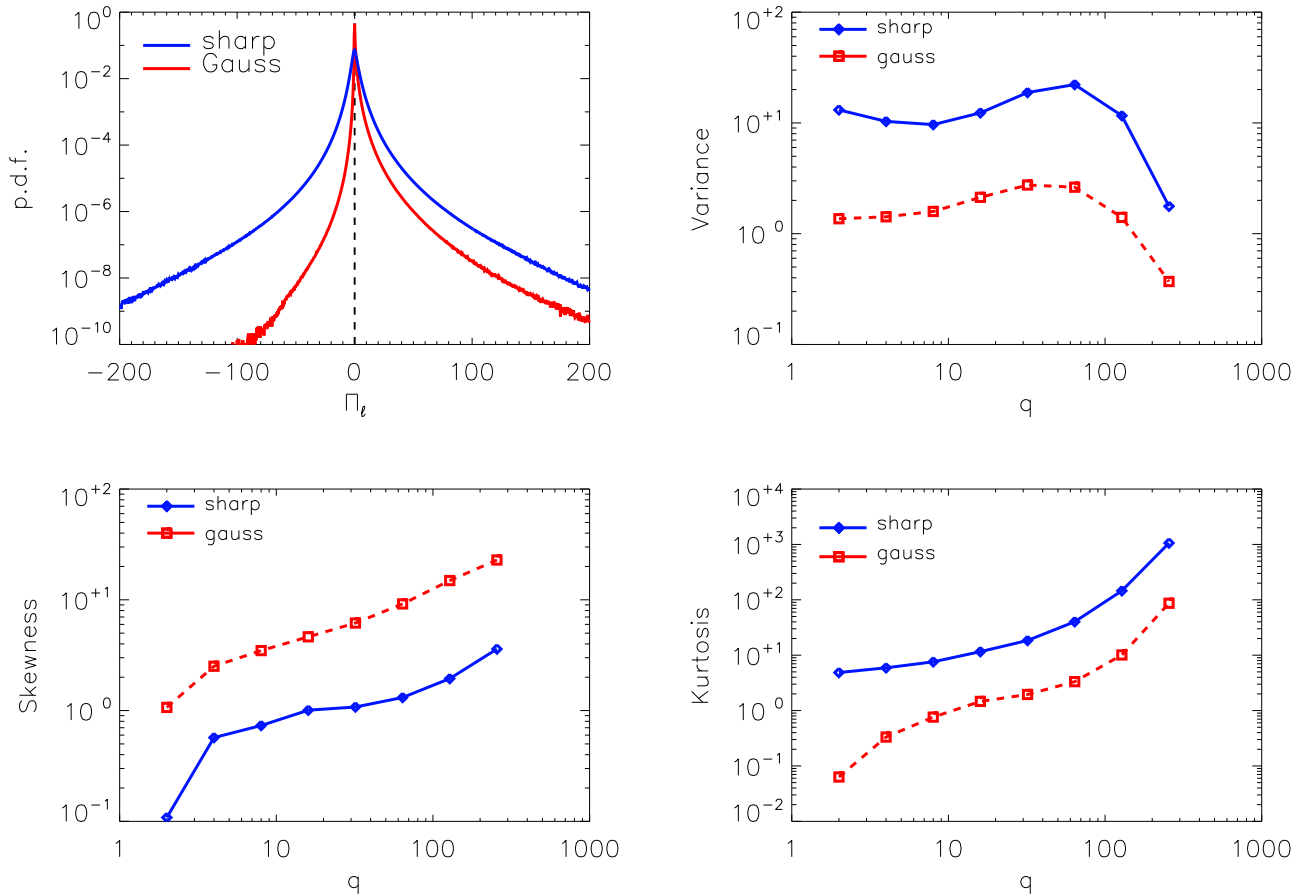 10^0
10^-2
10^-4
10^-6
10^-8
10^-10
p.d.f.
sharp
Gauss
−200
−100
0
100
200
Π_ℓ
10^+2
10^+1
10^0
10^-1
Variance
sharp
gauss
1
10
100
1000
q
10^+2
10^+1
10^0
10^-1
Skewness
sharp
gauss
1
10
100
1000
q
10^+4
10^+3
10^+2
10^+1
10^0
10^-1
10^-2
Kurtosis
sharp
gauss
1
10
100
1000
q